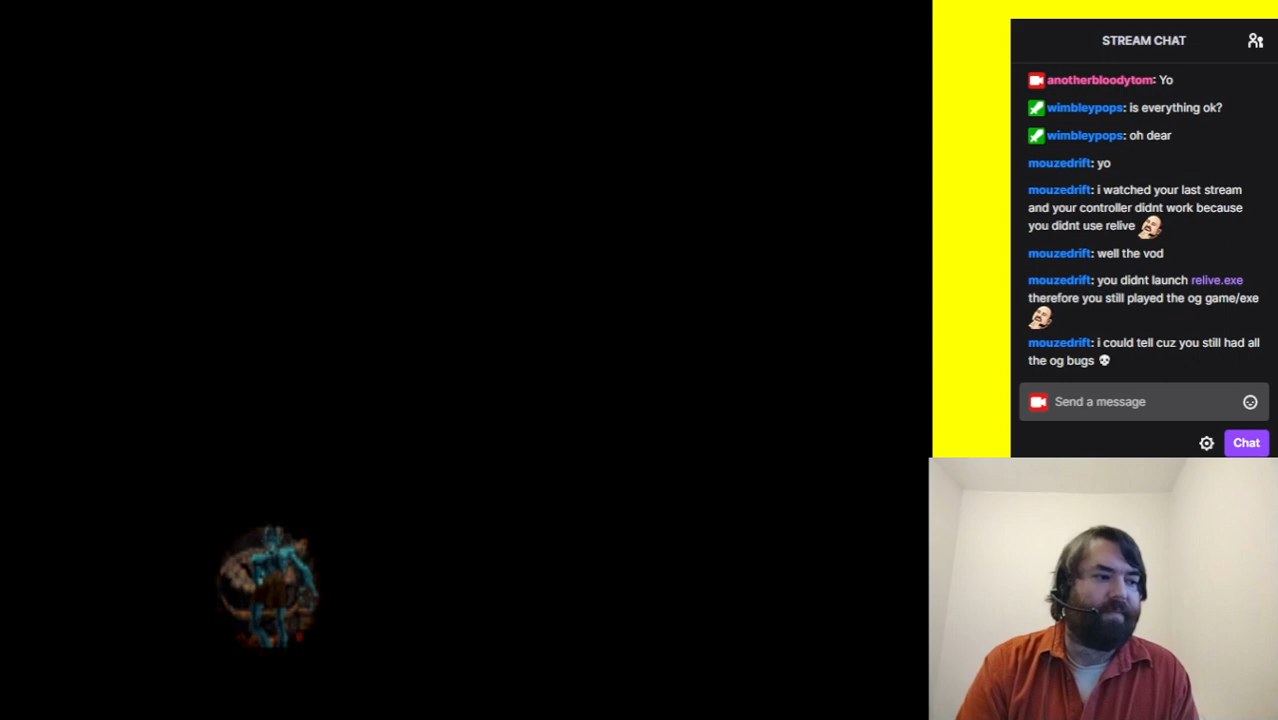 STREAM CHAT
anotherbloodytom: Yo
wimbleypops: is everything ok?
wimbleypops: oh dear
mouzedrift: yo
mouzedrift: i watched your last stream
and your controller didnt work because
you didnt use relive
mouzedrift: well the vod
mouzedrift: you didnt launch relive.exe
therefore you still played the og game/exe
mouzedrift: i could tell cuz you still had all
the og bugs 💀
Send a message
Chat